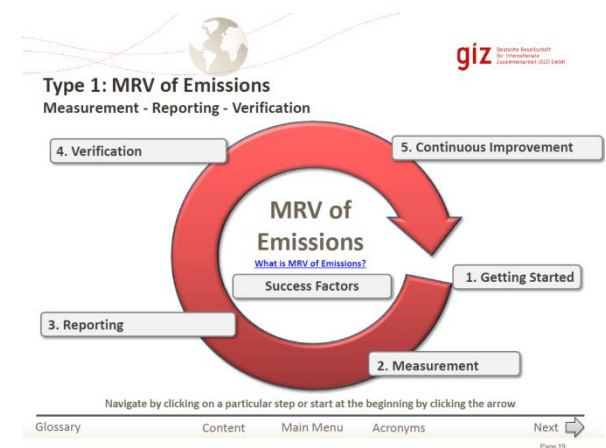 giz
Deutsche Gesellschaft
für Internationale
Zusammenarbeit (GIZ) GmbH
Type 1: MRV of Emissions
Measurement - Reporting - Verification
4. Verification
5. Continuous Improvement
MRV of
Emissions
What is MRV of Emissions?
Success Factors
1. Getting Started
3. Reporting
2. Measurement
Navigate by clicking on a particular step or start at the beginning by clicking the arrow
Glossary
Content
Main Menu
Acronyms
Next
Page 19